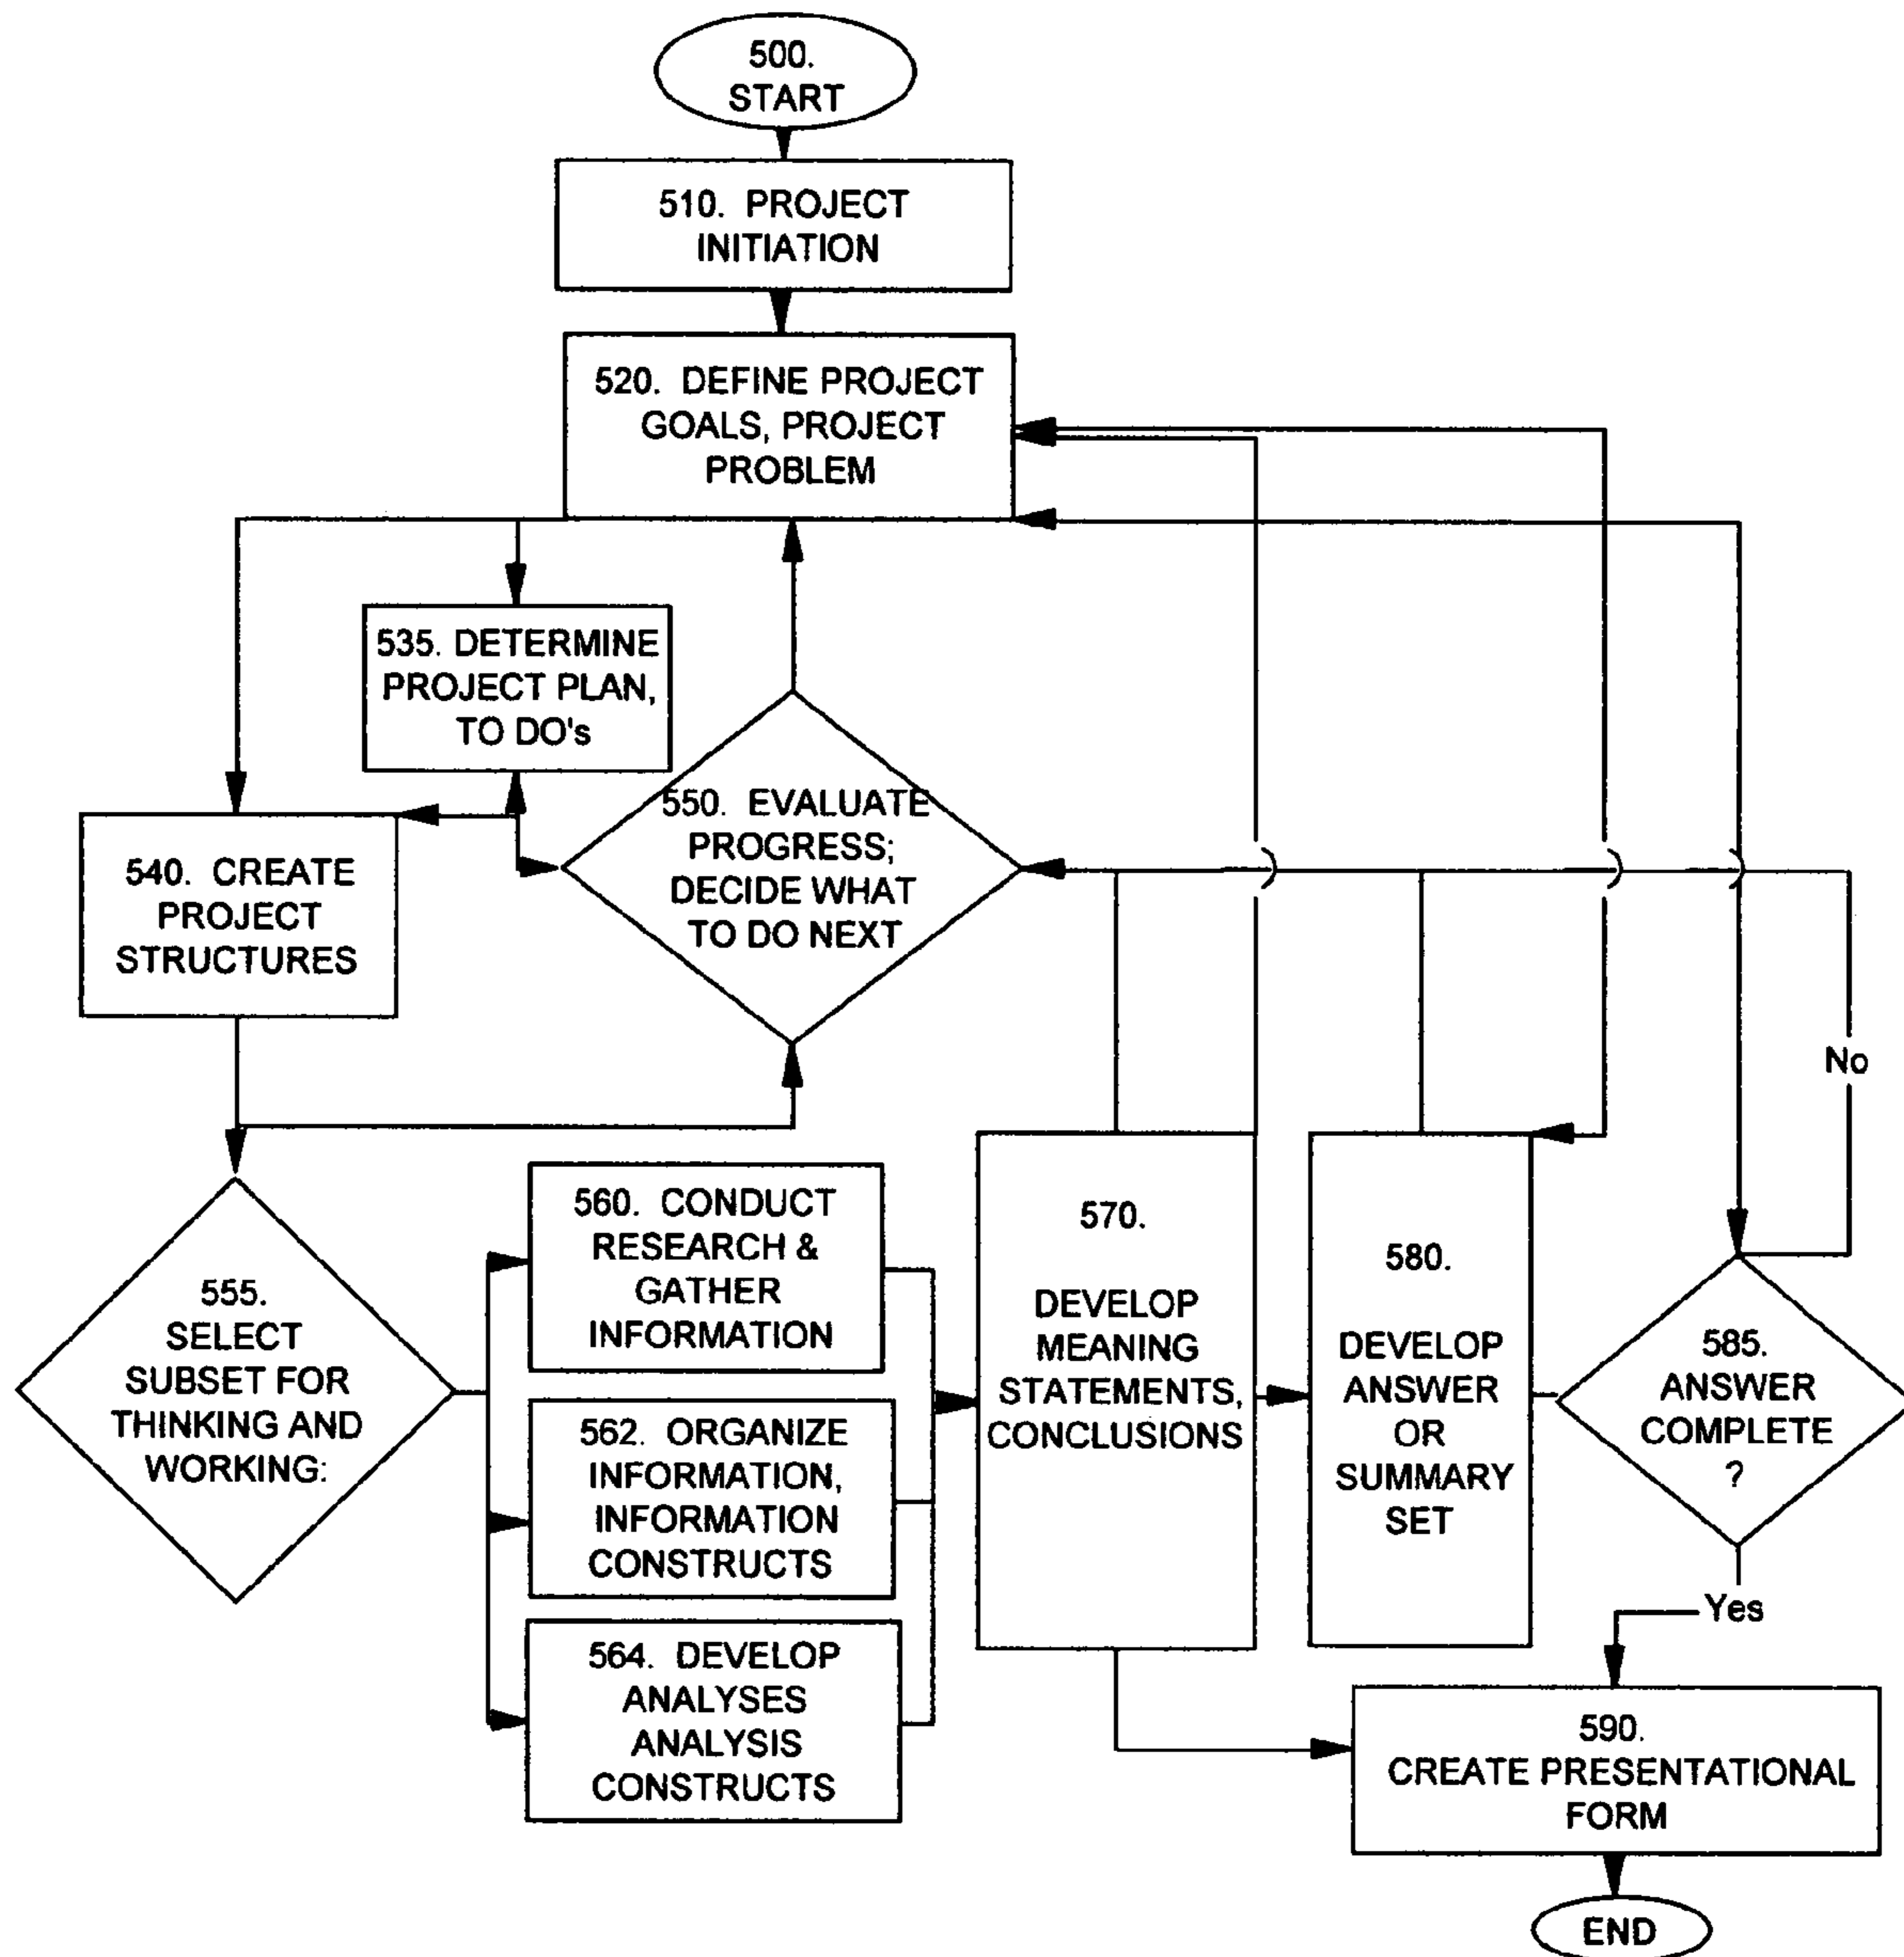 500.
START
510. PROJECT
INITIATION
520. DEFINE PROJECT
GOALS, PROJECT
PROBLEM
535. DETERMINE
PROJECT PLAN,
TO DO's
540. CREATE
PROJECT
STRUCTURES
550. EVALUATE
PROGRESS;
DECIDE WHAT
TO DO NEXT
No
555.
SELECT
SUBSET FOR
THINKING AND
WORKING:
560. CONDUCT
RESEARCH &
GATHER
INFORMATION
562. ORGANIZE
INFORMATION,
INFORMATION
CONSTRUCTS
564. DEVELOP
ANALYSES
ANALYSIS
CONSTRUCTS
570.
DEVELOP
MEANING
STATEMENTS,
CONCLUSIONS
580.
DEVELOP
ANSWER
OR
SUMMARY
SET
585.
ANSWER
COMPLETE
?
Yes
590.
CREATE PRESENTATIONAL
FORM
END